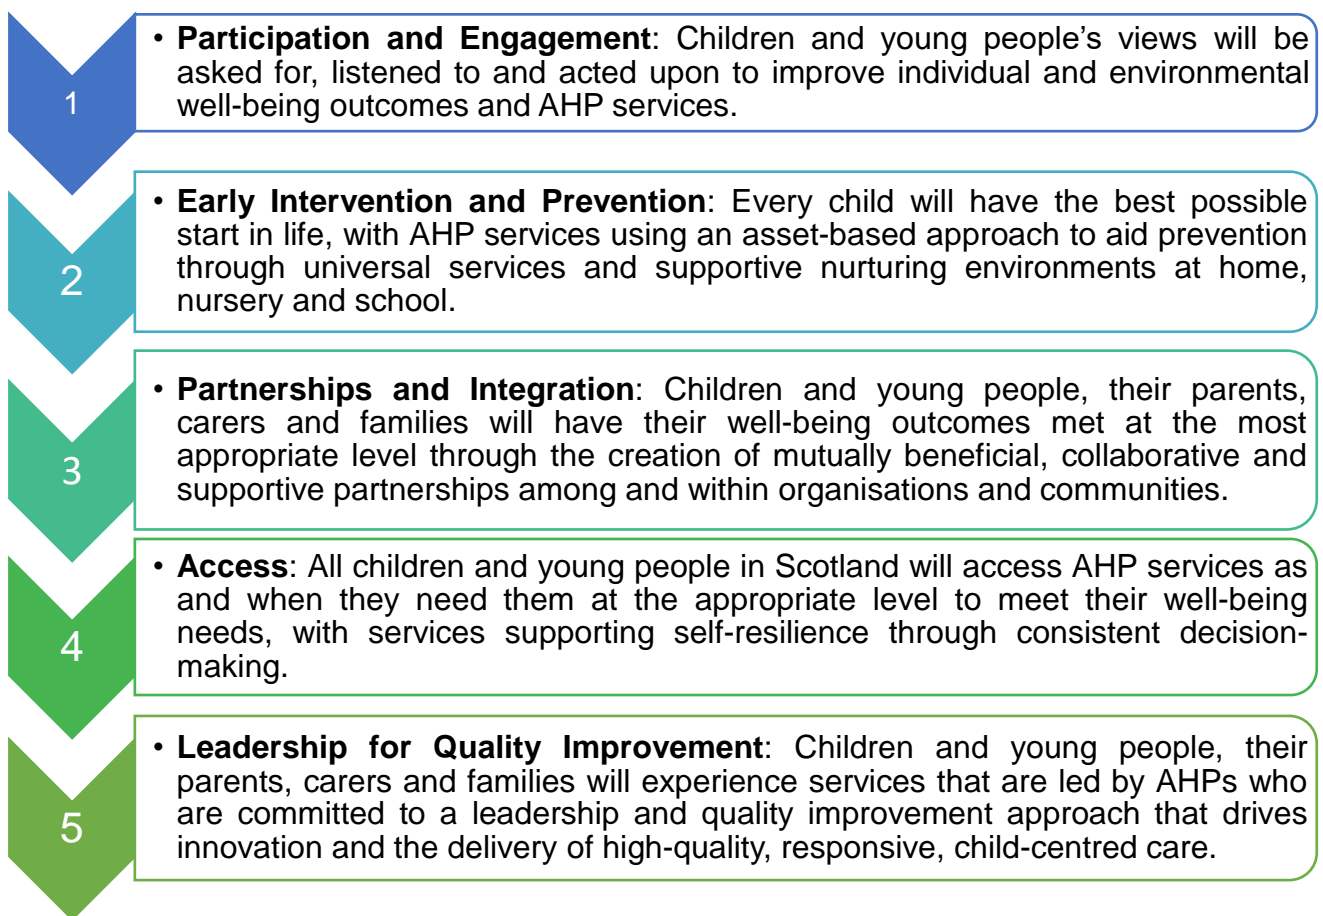 1
• Participation and Engagement: Children and young people’s views will be
asked for, listened to and acted upon to improve individual and environmental
well-being outcomes and AHP services.
2
• Early Intervention and Prevention: Every child will have the best possible
start in life, with AHP services using an asset-based approach to aid prevention
through universal services and supportive nurturing environments at home,
nursery and school.
3
• Partnerships and Integration: Children and young people, their parents,
carers and families will have their well-being outcomes met at the most
appropriate level through the creation of mutually beneficial, collaborative and
supportive partnerships among and within organisations and communities.
4
• Access: All children and young people in Scotland will access AHP services as
and when they need them at the appropriate level to meet their well-being
needs, with services supporting self-resilience through consistent decision-
making.
5
• Leadership for Quality Improvement: Children and young people, their
parents, carers and families will experience services that are led by AHPs who
are committed to a leadership and quality improvement approach that drives
innovation and the delivery of high-quality, responsive, child-centred care.